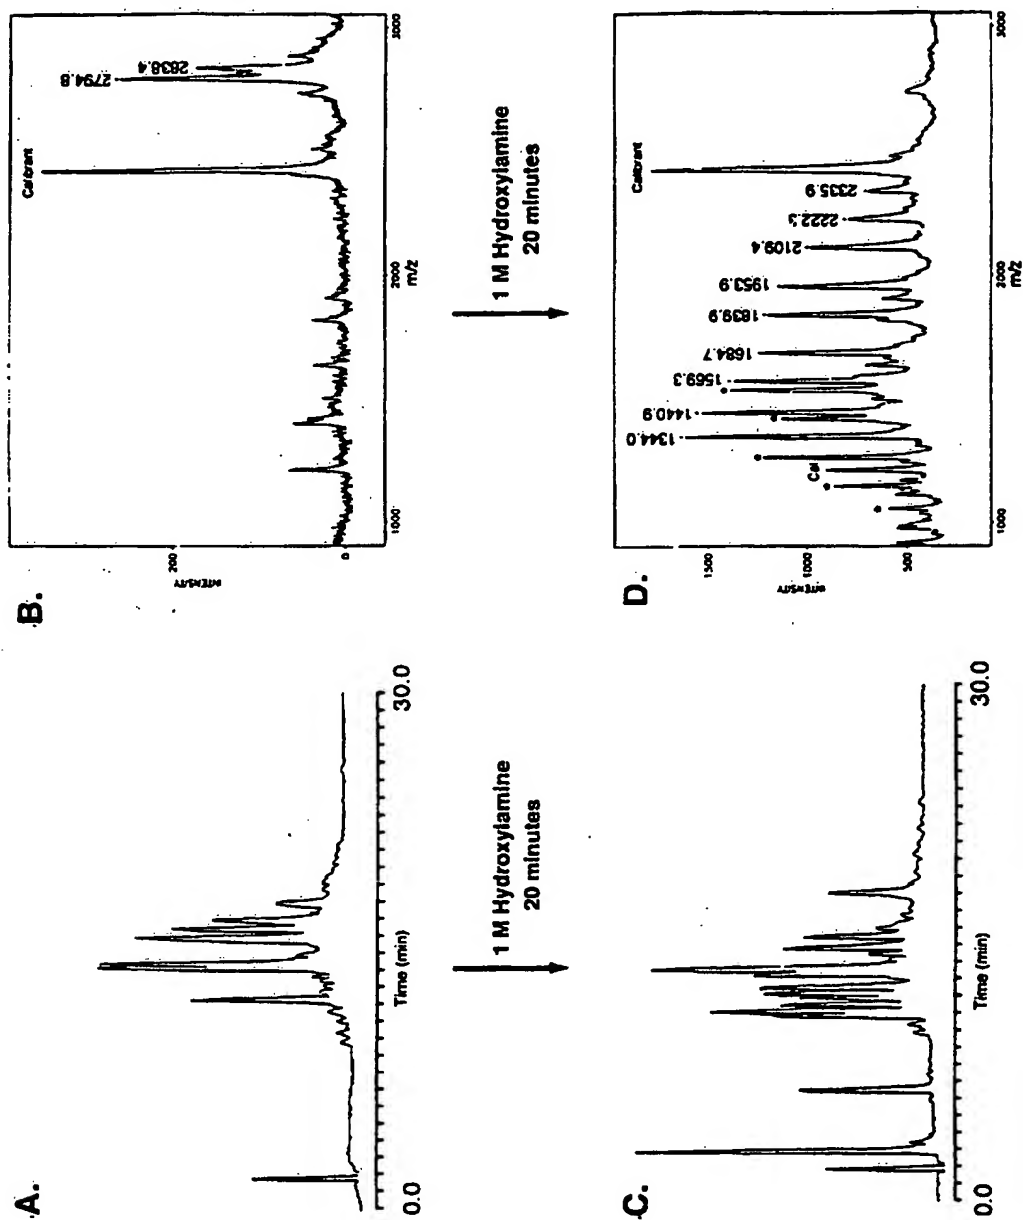 A.
0.0
30.0
Time (min)
1 M Hydroxylamine
20 minutes
B.
INTENSITY
200
0
Calibrant
2794.8
2838.4
1000
2000
3000
m/z
1 M Hydroxylamine
20 minutes
C.
0.0
30.0
Time (min)
D.
INTENSITY
1500
1000
500
Cal
1344.0
1440.9
1569.3
1684.7
1839.9
1953.9
2109.4
2335.9
Calibrant
1000
2000
3000
m/z